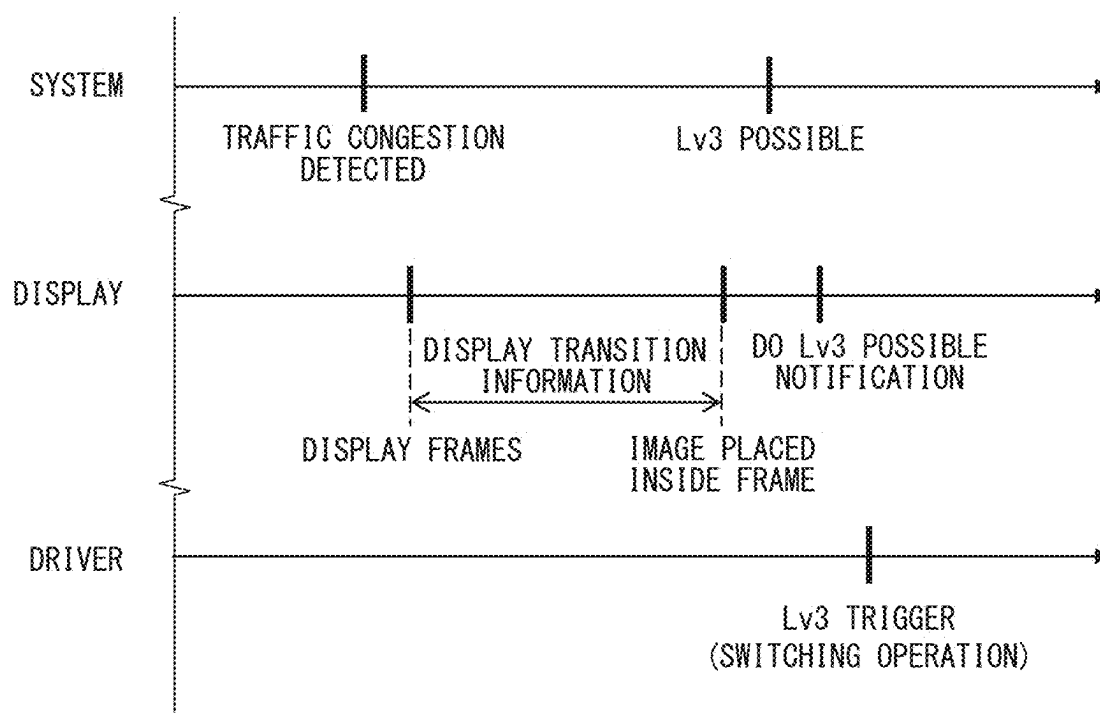 SYSTEM
TRAFFIC CONGESTION
DETECTED
Lv3 POSSIBLE
DISPLAY
DISPLAY TRANSITION
INFORMATION
DO Lv3 POSSIBLE
NOTIFICATION
DISPLAY FRAMES
IMAGE PLACED
INSIDE FRAME
DRIVER
Lv3 TRIGGER
(SWITCHING OPERATION)